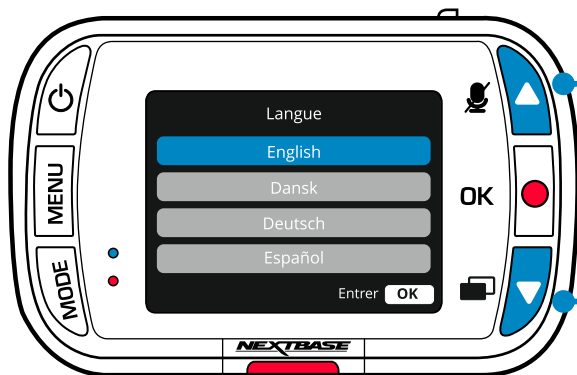 MENU
MODE
Langue
English
Dansk
Deutsch
Español
Entrer OK
OK
NEXTBASE